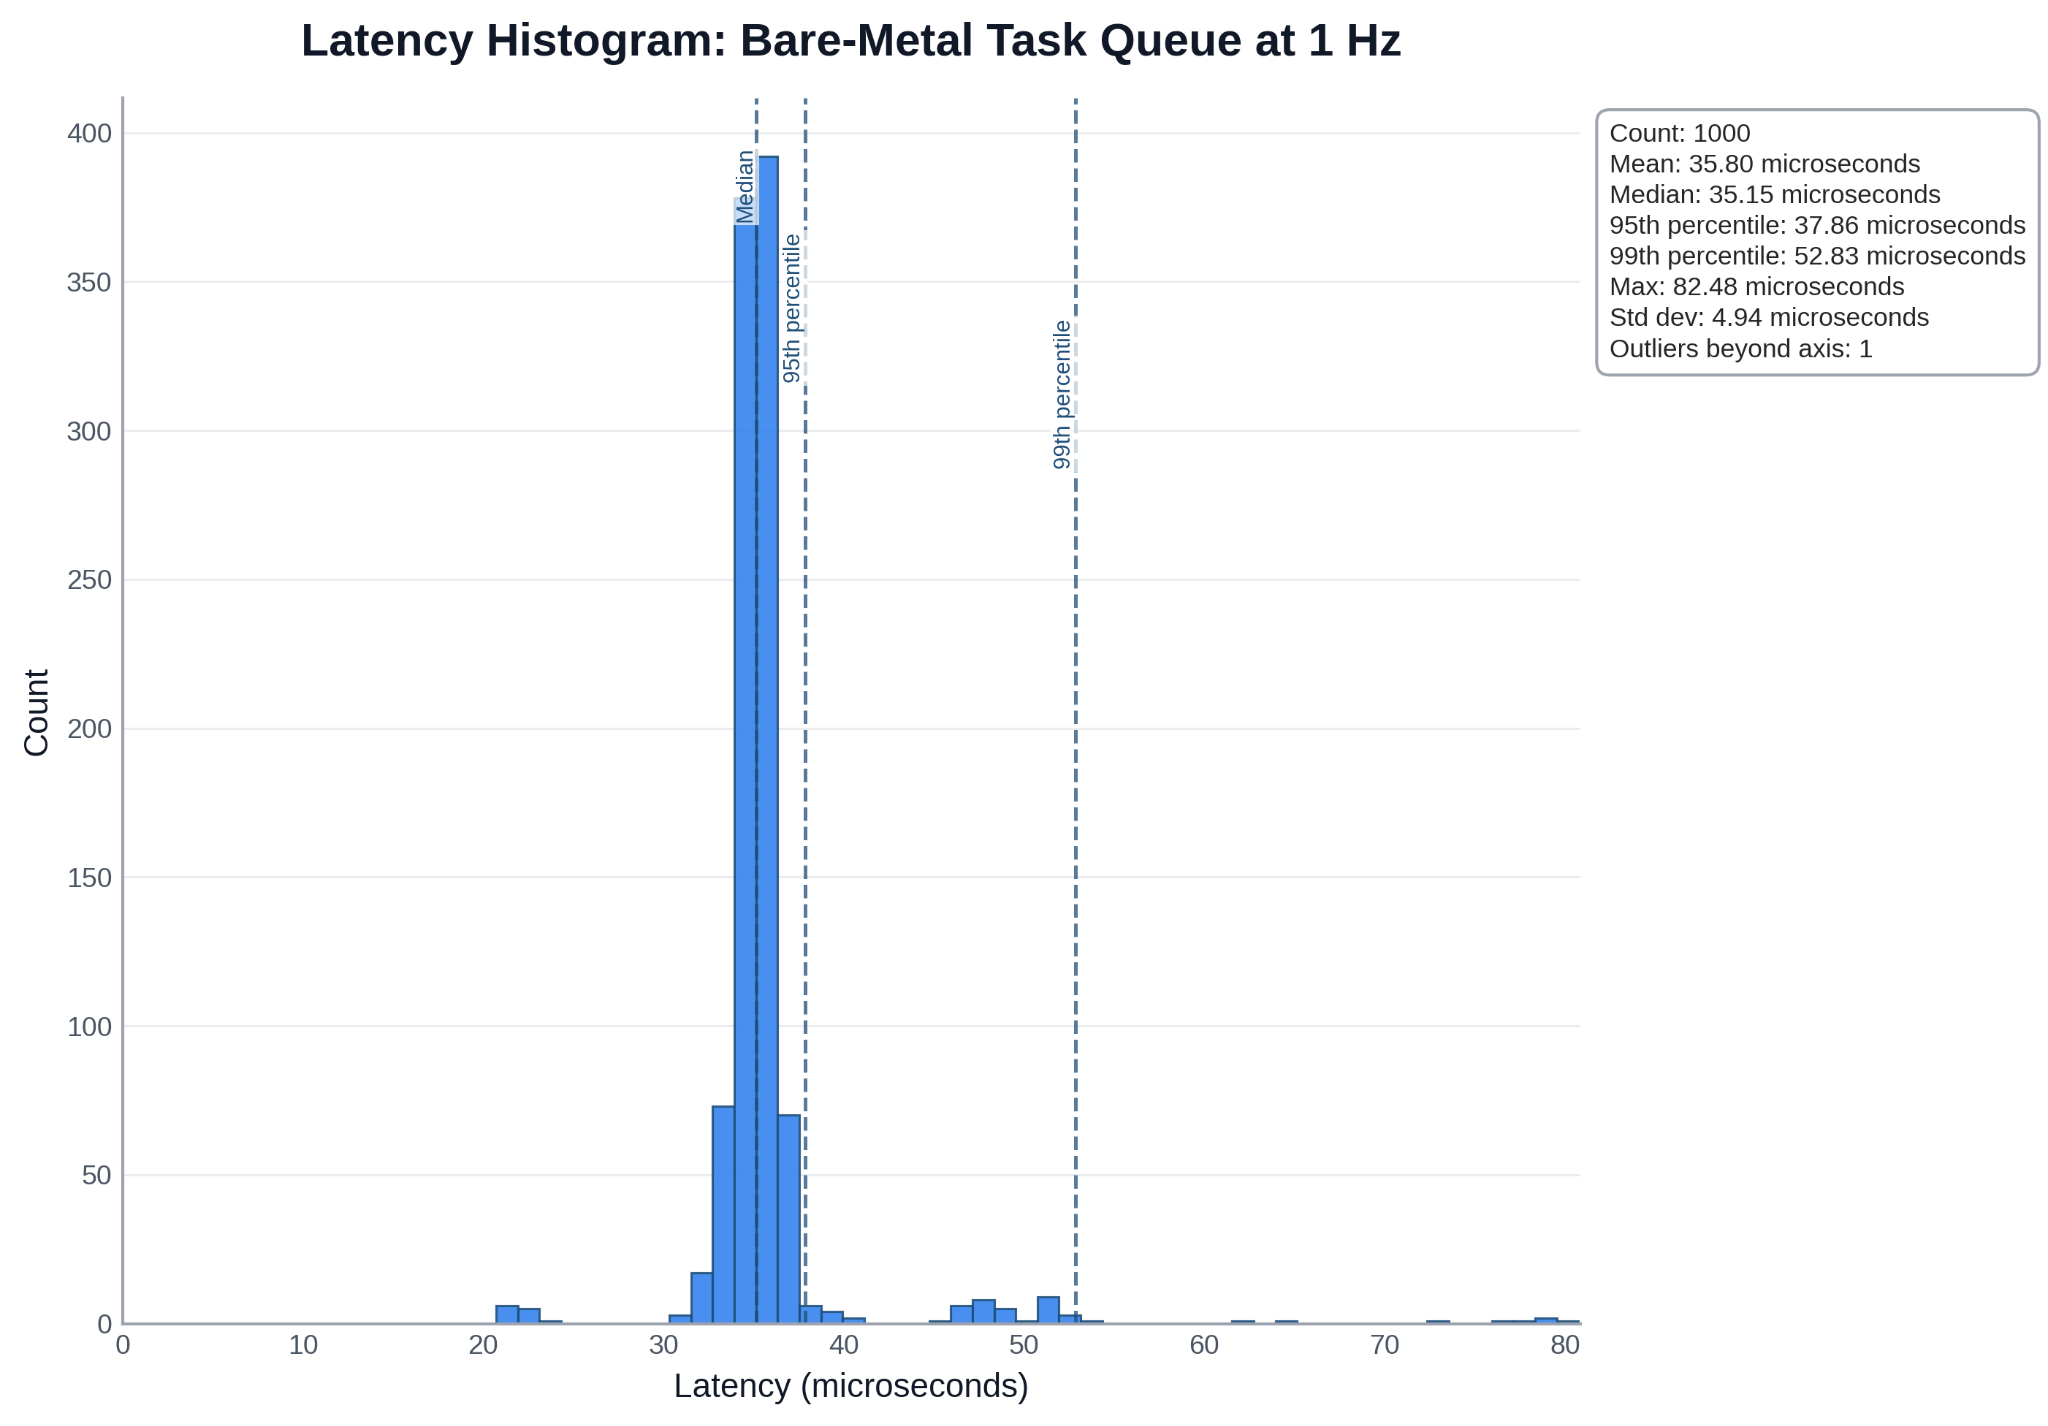 Latency Histogram: Bare-Metal Task Queue at 1 Hz
Count: 1000
Mean: 35.80 microseconds
Median: 35.15 microseconds
95th percentile: 37.86 microseconds
99th percentile: 52.83 microseconds
Max: 82.48 microseconds
Std dev: 4.94 microseconds
Outliers beyond axis: 1
Median
95th percentile
99th percentile
Count
400
350
300
250
200
150
100
50
0
0 10 20 30 40 50 60 70 80
Latency (microseconds)